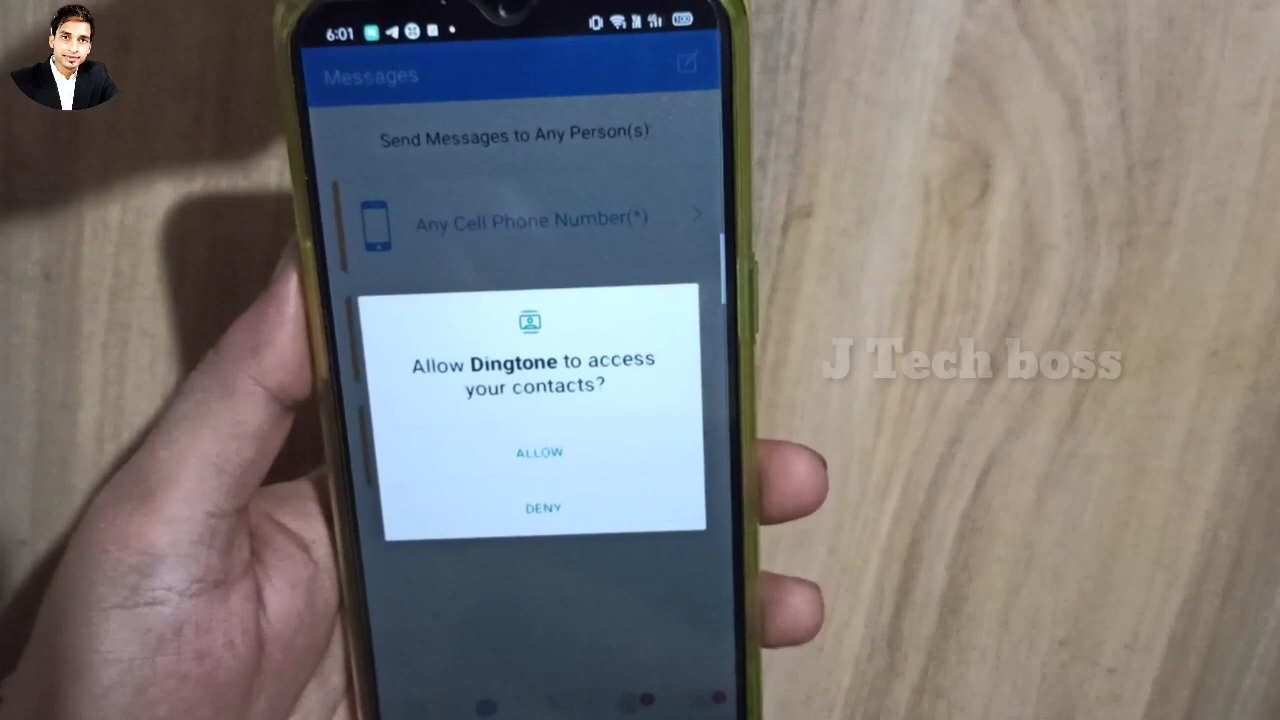 6:01
Messages
Send Messages to Any Person(s)
Any Cell Phone Number(*)
Allow Dingtone to access
your contacts?
ALLOW
DENY
J Tech boss